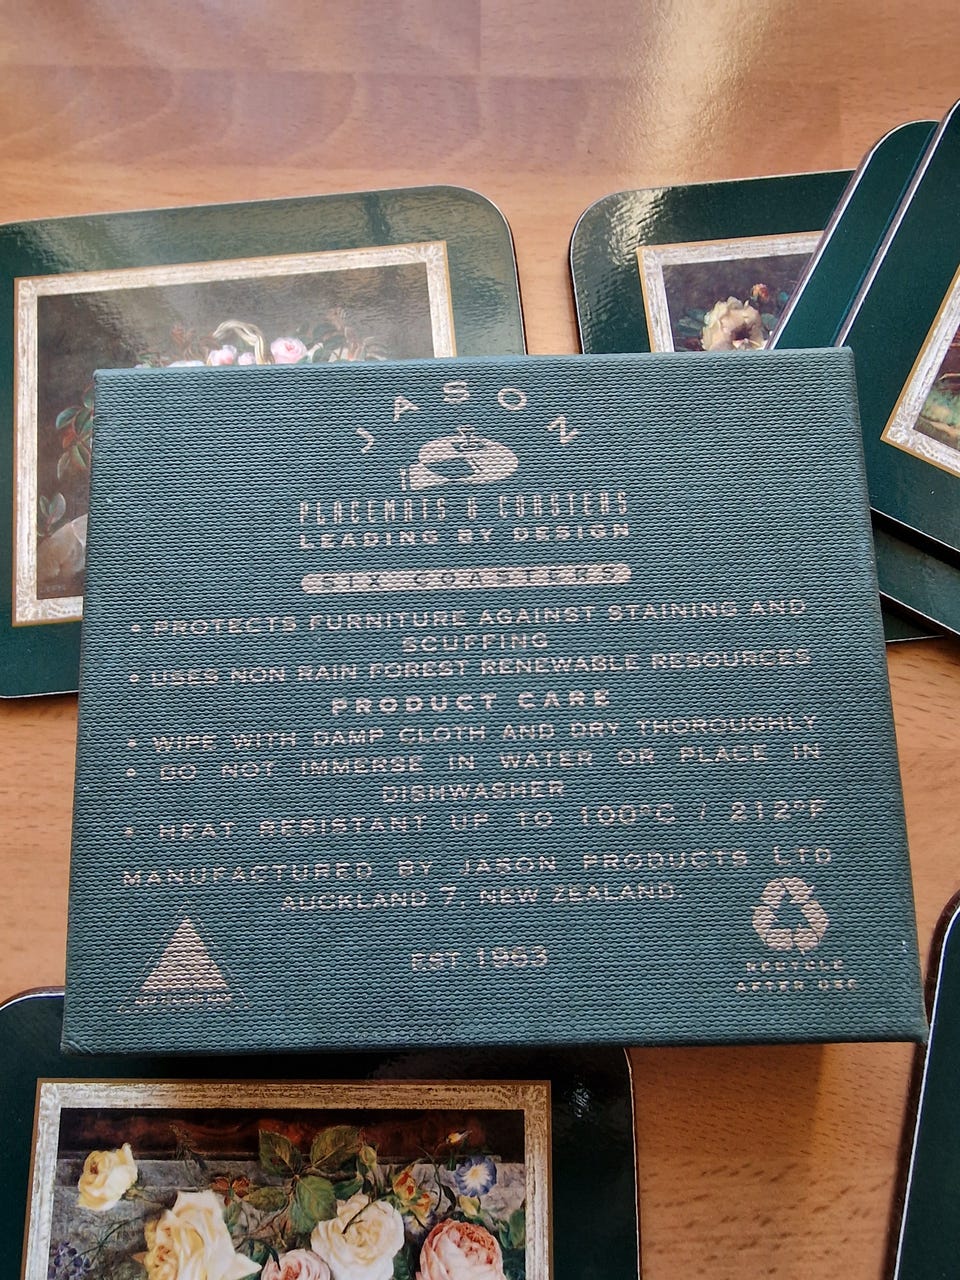 JASON
PLACEMATS & COASTERS
LEADING BY DESIGN
SIX COASTERS
• PROTECTS FURNITURE AGAINST STAINING AND
SCUFFING
• USES NON RAIN FOREST RENEWABLE RESOURCES
PRODUCT CARE
• WIPE WITH DAMP CLOTH AND DRY THOROUGHLY
• DO NOT IMMERSE IN WATER OR PLACE IN
DISHWASHER
• HEAT RESISTANT UP TO 100°C / 212°F
MANUFACTURED BY JASON PRODUCTS LTD
AUCKLAND 7, NEW ZEALAND.
EST 1963
RECYCLE
AFTER USE